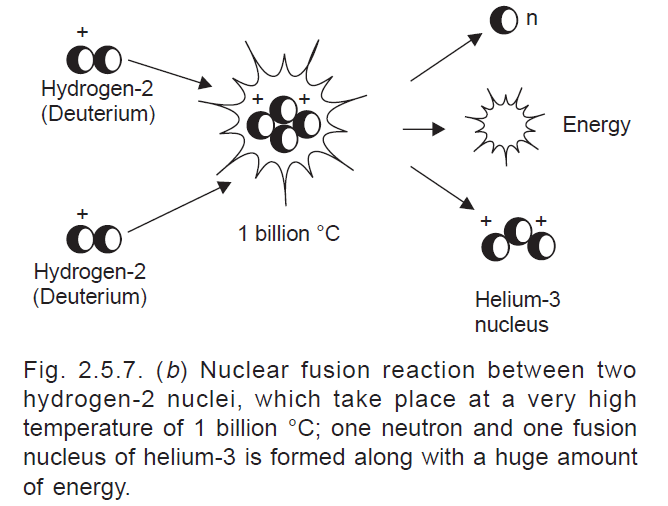 +
Hydrogen-2
(Deuterium)
+
Hydrogen-2
(Deuterium)
+ +
1 billion °C
n
Energy
+ +
Helium-3
nucleus
Fig. 2.5.7. (b) Nuclear fusion reaction between two
hydrogen-2 nuclei, which take place at a very high
temperature of 1 billion °C; one neutron and one fusion
nucleus of helium-3 is formed along with a huge amount
of energy.